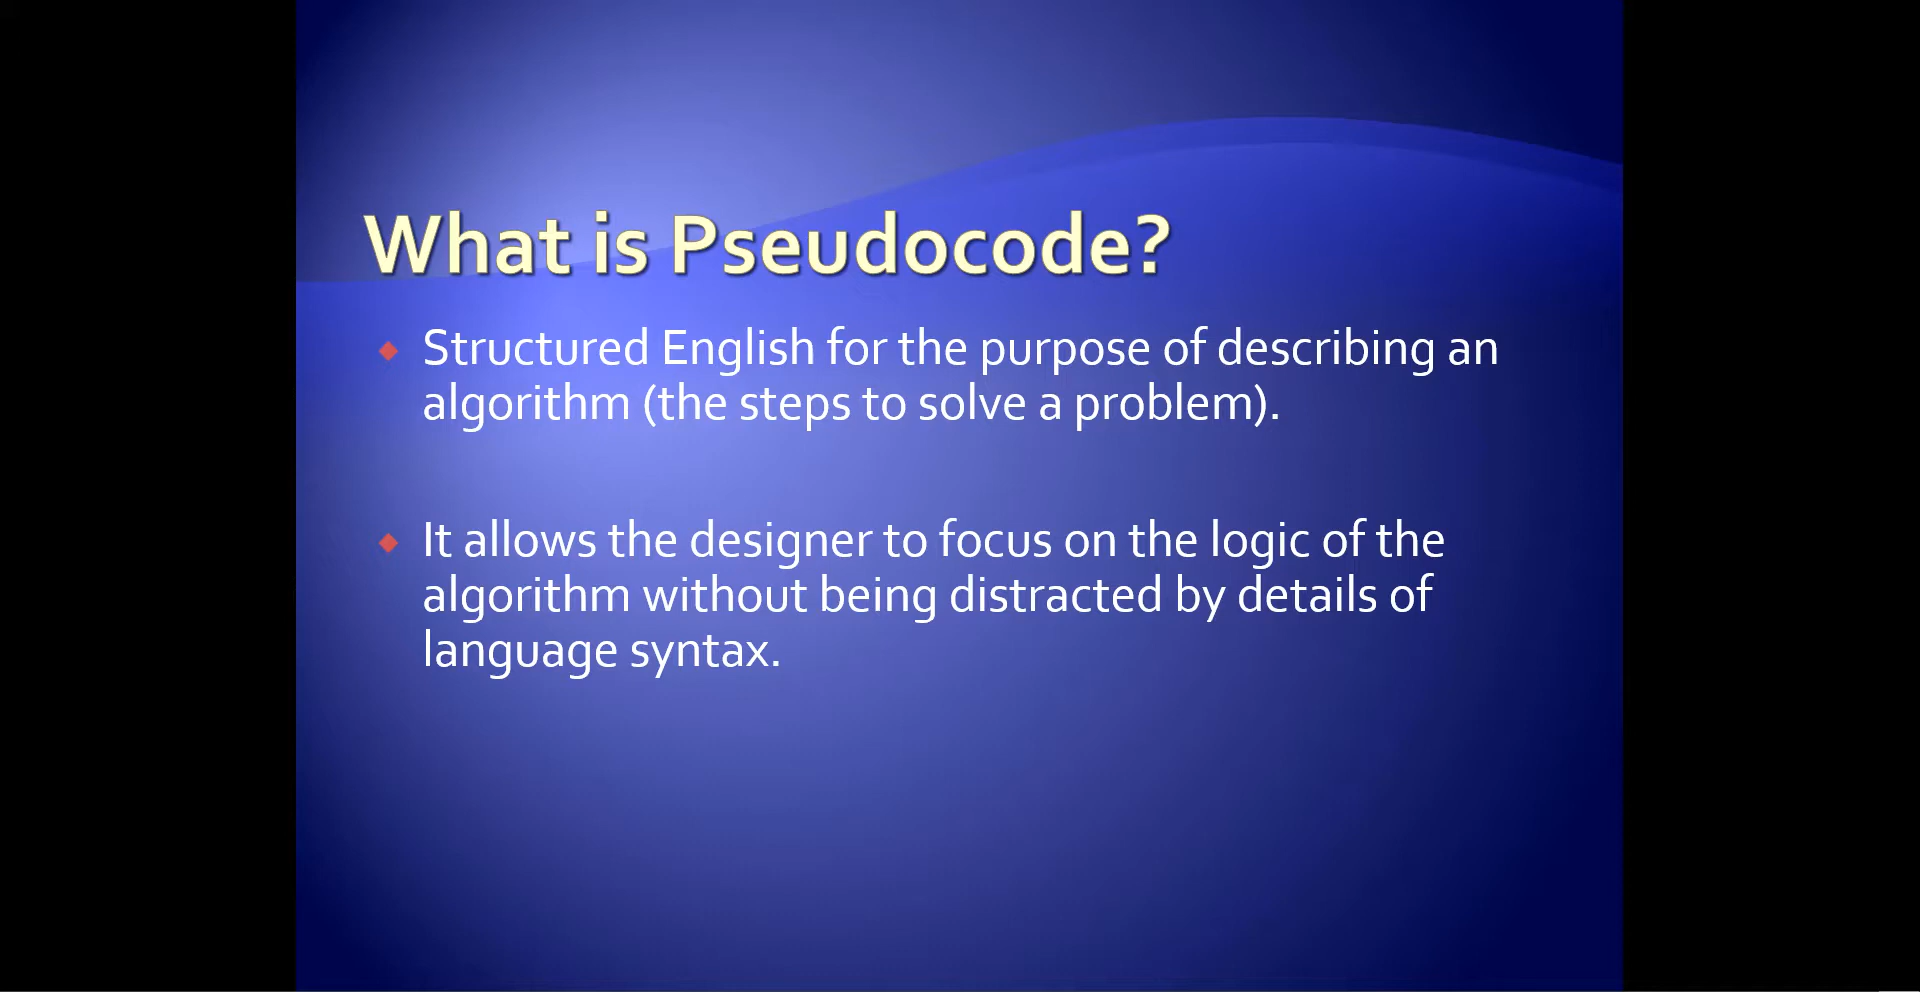 What is Pseudocode?
Structured English for the purpose of describing an
algorithm (the steps to solve a problem).
It allows the designer to focus on the logic of the
algorithm without being distracted by details of
language syntax.